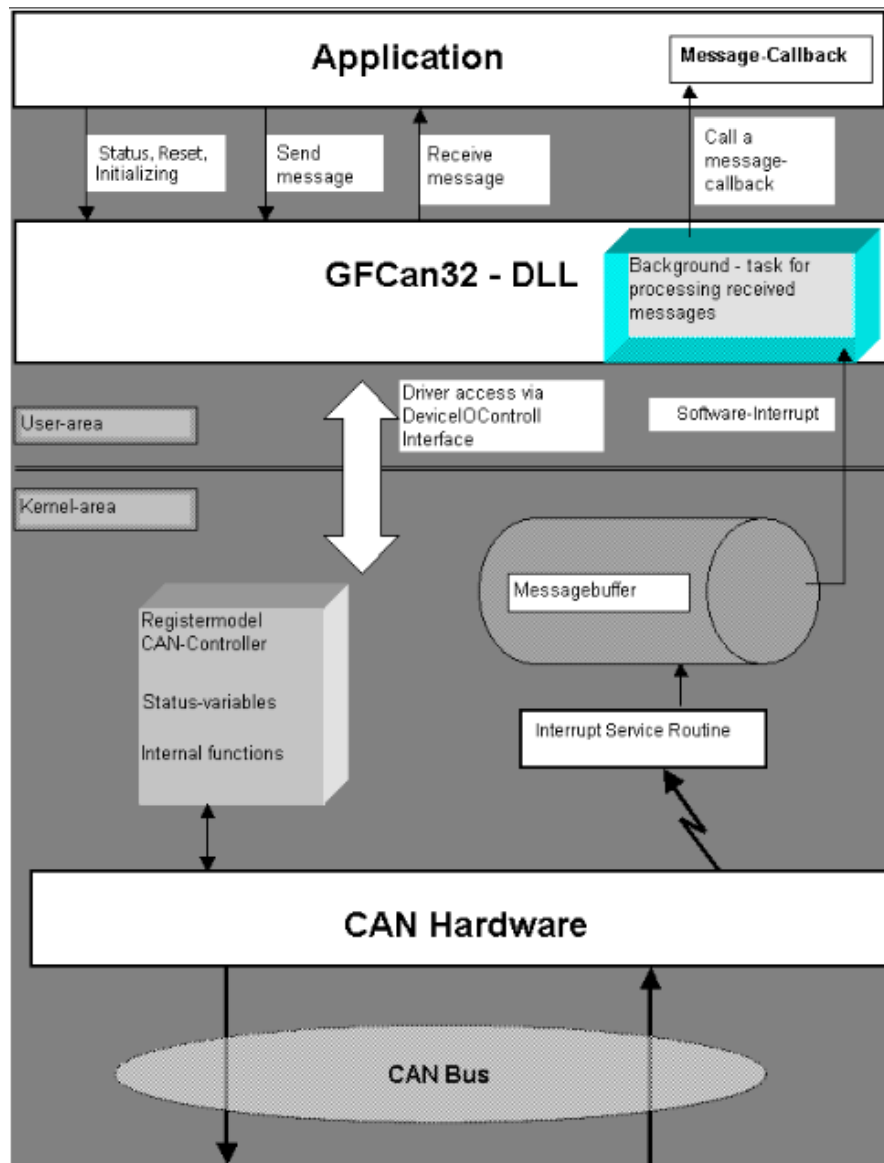 Application
Message-Callback
Status, Reset,
Initializing
Send
message
Receive
message
Call a
message-
callback
GFCan32 - DLL
Background - task for
processing received
messages
Driver access via
DeviceIOControll
Interface
Software-Interrupt
User-area
Kernel-area
Messagebuffer
Registermodel
CAN-Controller
Status-variables
Internal functions
Interrupt Service Routine
CAN Hardware
CAN Bus